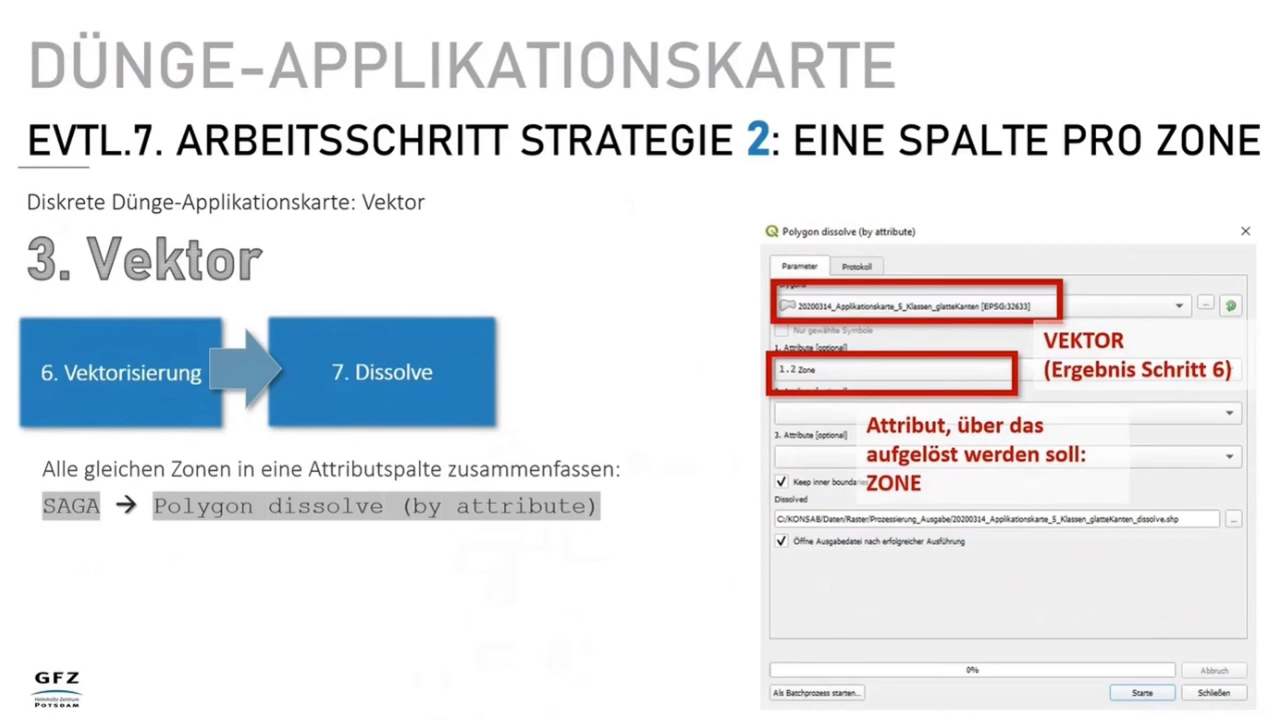 DÜNGE-APPLIKATIONSKARTE
EVTL.7. ARBEITSSCHRITT STRATEGIE 2: EINE SPALTE PRO ZONE
Diskrete Dünge-Applikationskarte: Vektor
3. Vektor
6. Vektorisierung
7. Dissolve
Alle gleichen Zonen in eine Attributspalte zusammenfassen:
SAGA → Polygon dissolve (by attribute)
GFZ
Helmholtz-Zentrum
POTSDAM
Polygon dissolve (by attribute)
Parameter
Protokoll
20200314_Applikationskarte_5_Klassen_glatteKanten [EPSG:32633]
...
Nur gewählte Symbole
VEKTOR
(Ergebnis Schritt 6)
1. Attribute [optional]
1.2 Zone
Attribut, über das
aufgelöst werden soll:
ZONE
3. Attribute [optional]
Keep inner boundaries
Dissolved
C:/KONSAB/Daten/Raster/Prozessierung_Ausgabe/20200314_Applikationskarte_5_Klassen_glatteKanten_dissolve.shp
...
Öffne Ausgabedatei nach erfolgreicher Ausführung
0%
Abbruch
Als Batchprozess starten...
Starte
Schließen